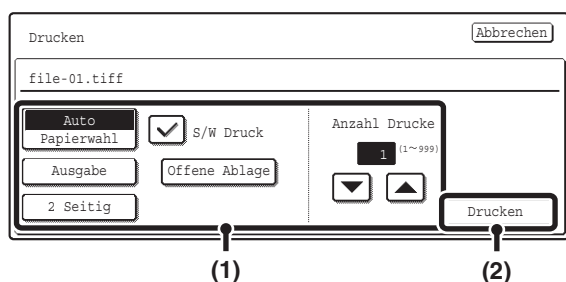 Drucken
Abbrechen
file-01.tiff
Auto
Papierwahl
S/W Druck
Anzahl Drucke
1 (1~999)
Ausgabe
Offene Ablage
2 Seitig
Drucken
(1)
(2)